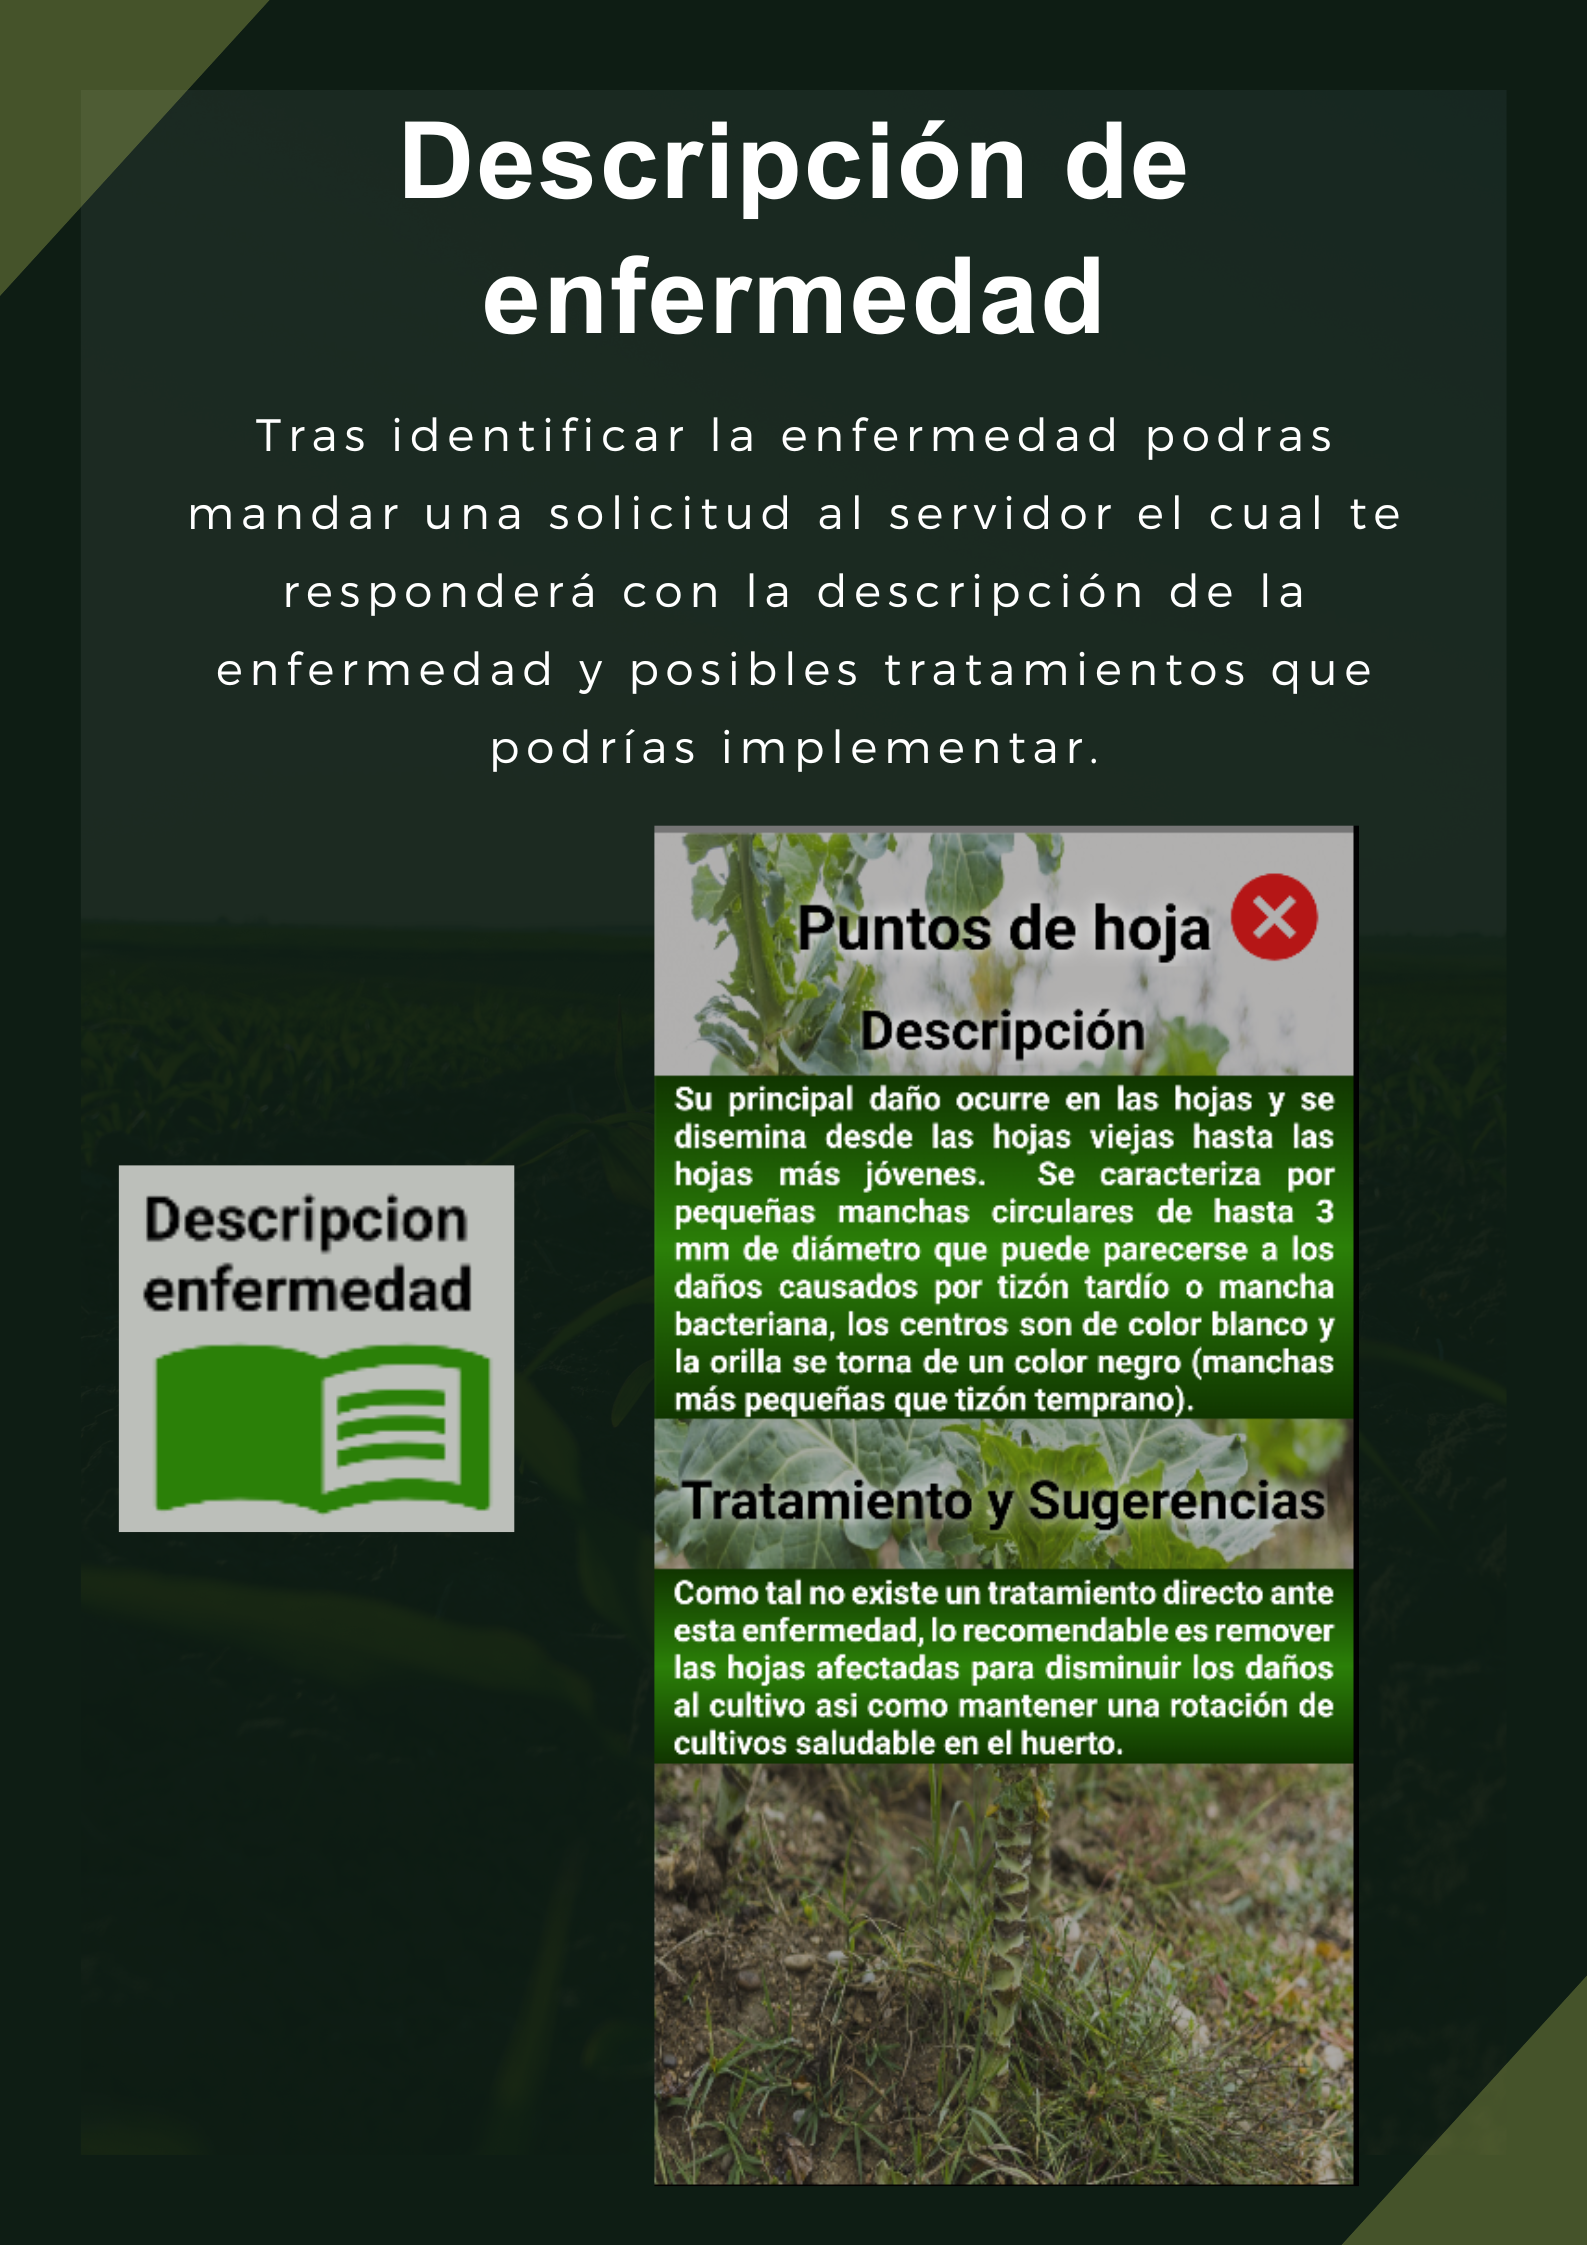 Descripción de
enfermedad
Tras identificar la enfermedad podras
mandar una solicitud al servidor el cual te
responderá con la descripción de la
enfermedad y posibles tratamientos que
podrías implementar.
Descripcion
enfermedad
Puntos de hoja
Descripción
Su principal daño ocurre en las hojas y se
disemina desde las hojas viejas hasta las
hojas más jóvenes. Se caracteriza por
pequeñas manchas circulares de hasta 3
mm de diámetro que puede parecerse a los
daños causados por tizón tardío o mancha
bacteriana, los centros son de color blanco y
la orilla se torna de un color negro (manchas
más pequeñas que tizón temprano).
Tratamiento y Sugerencias
Como tal no existe un tratamiento directo ante
esta enfermedad, lo recomendable es remover
las hojas afectadas para disminuir los daños
al cultivo asi como mantener una rotación de
cultivos saludable en el huerto.